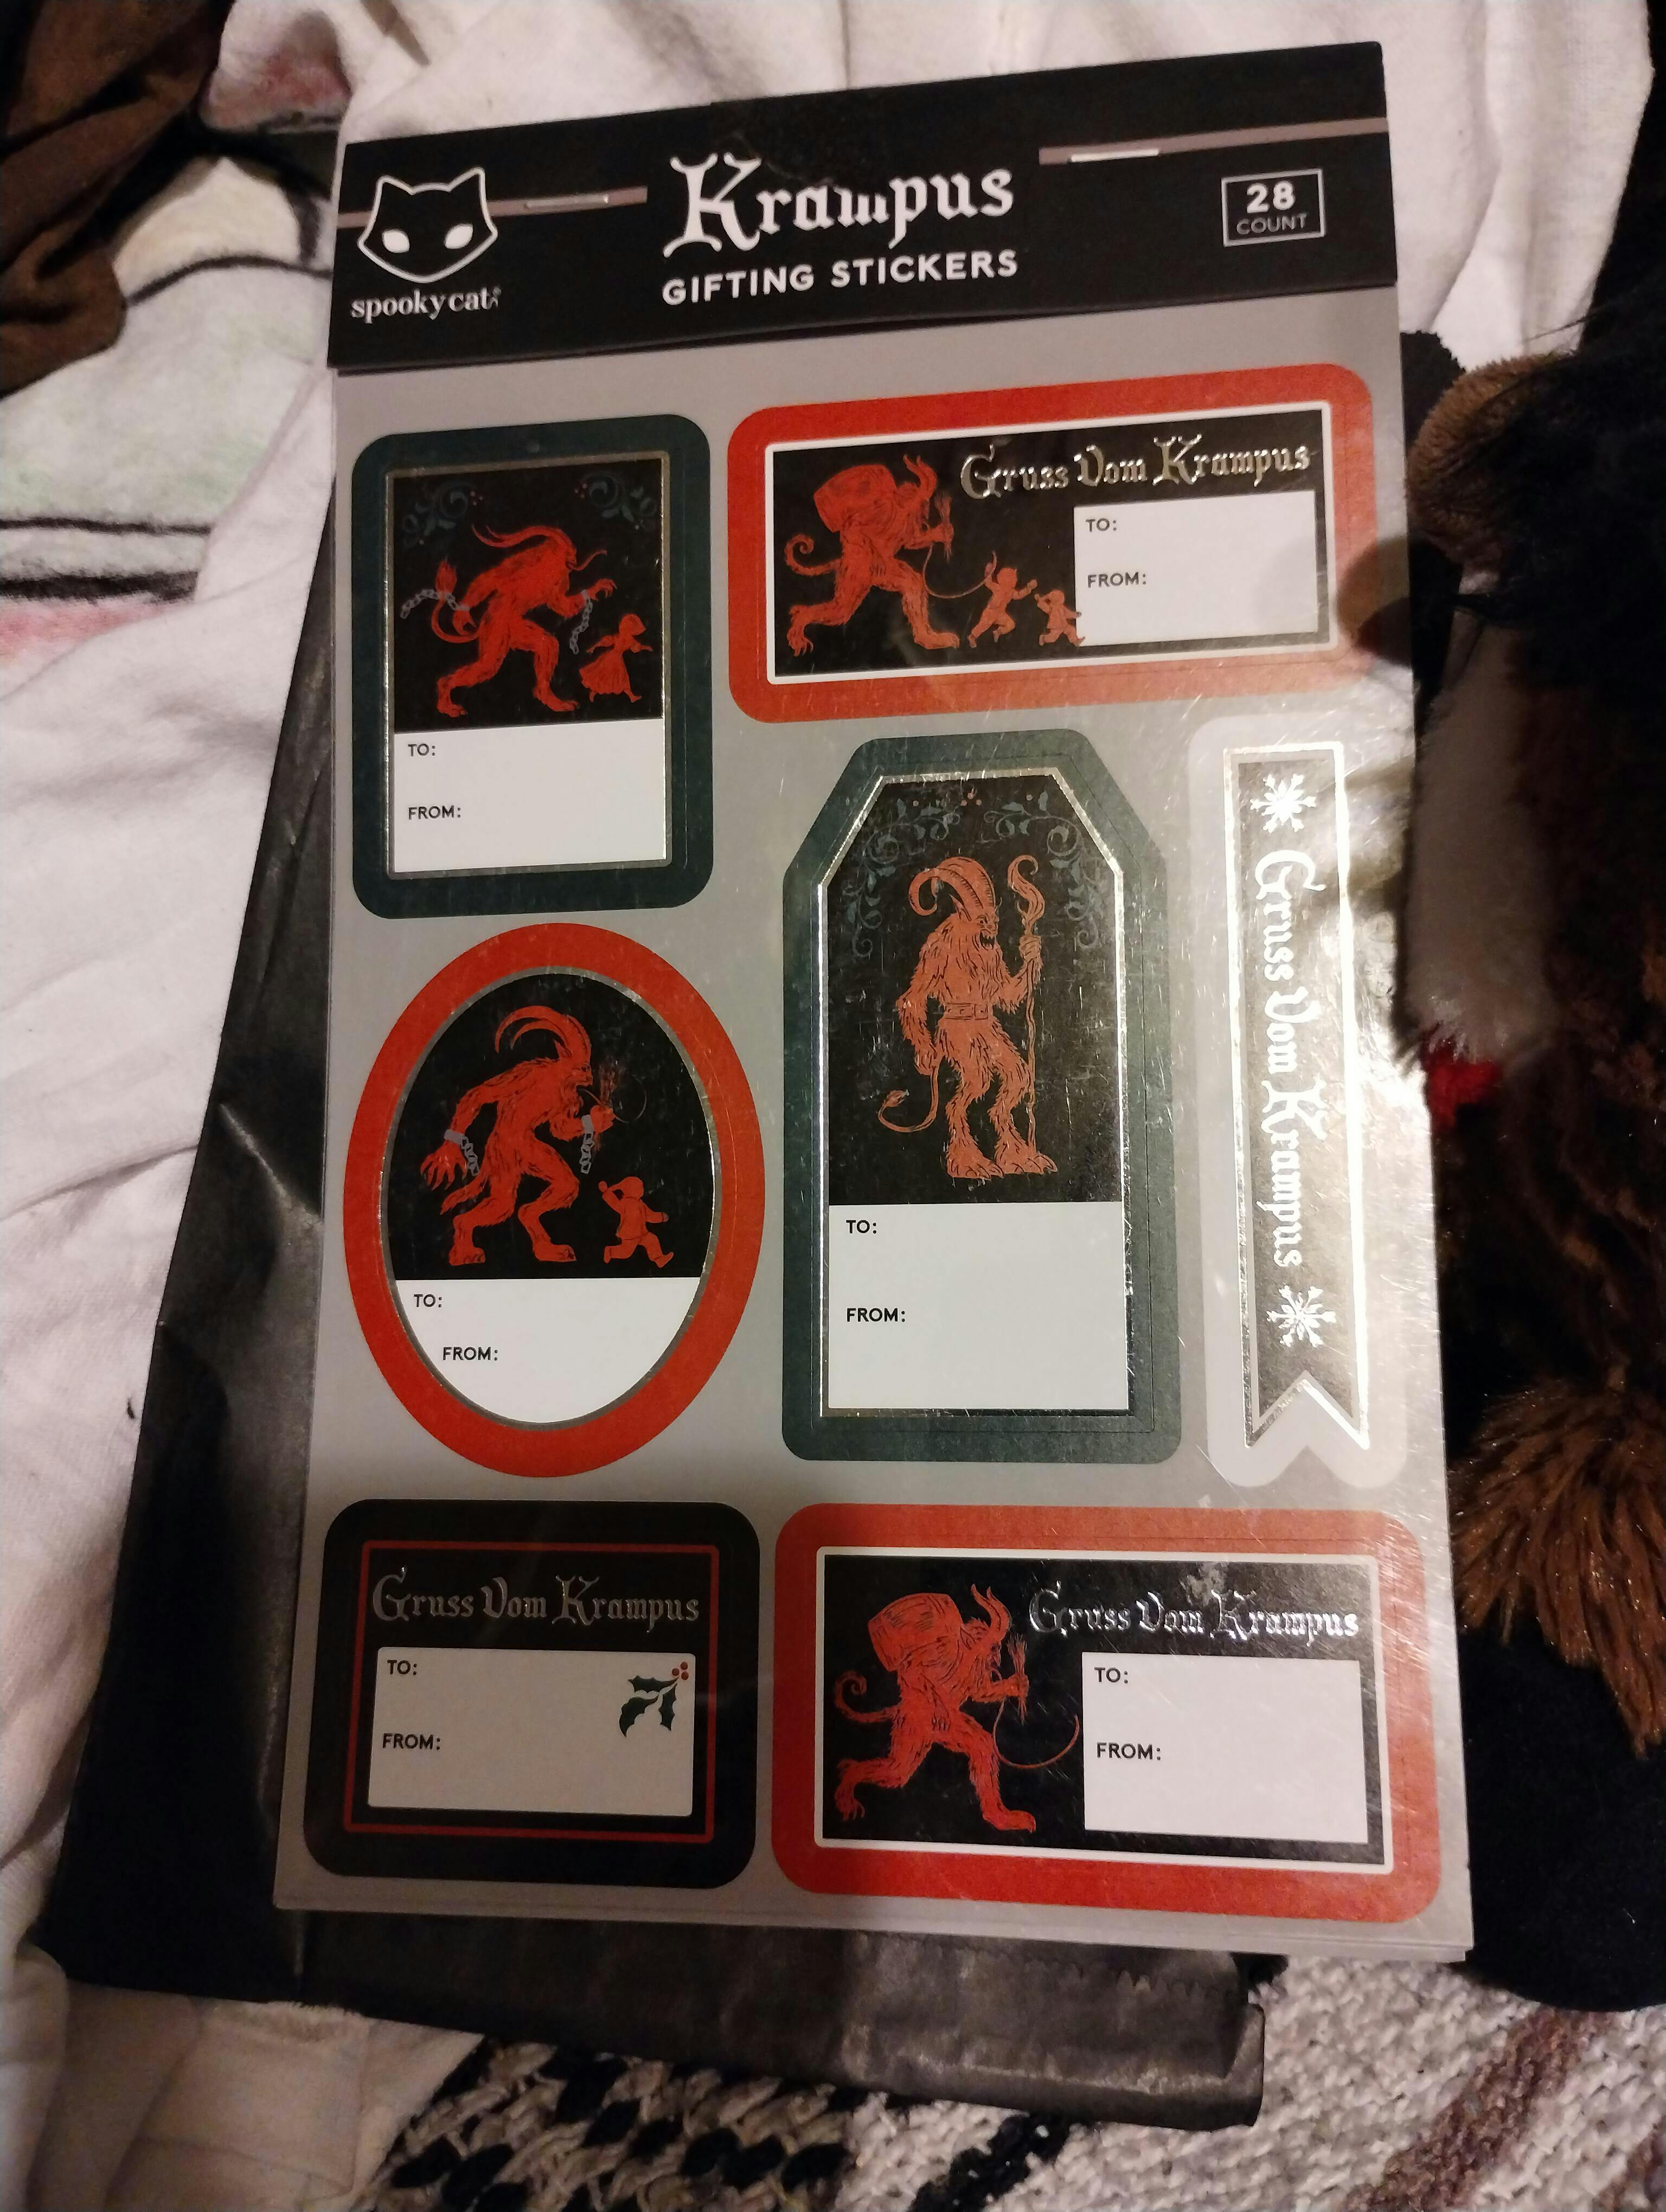 Krampus
GIFTING STICKERS
28
COUNT
spookycat
TO:
FROM:
Gruss Vom Krampus
TO:
FROM:
TO:
FROM:
TO:
FROM:
Gruss Vom Krampus
Gruss Vom Krampus
TO:
FROM:
Gruss Vom Krampus
TO:
FROM: